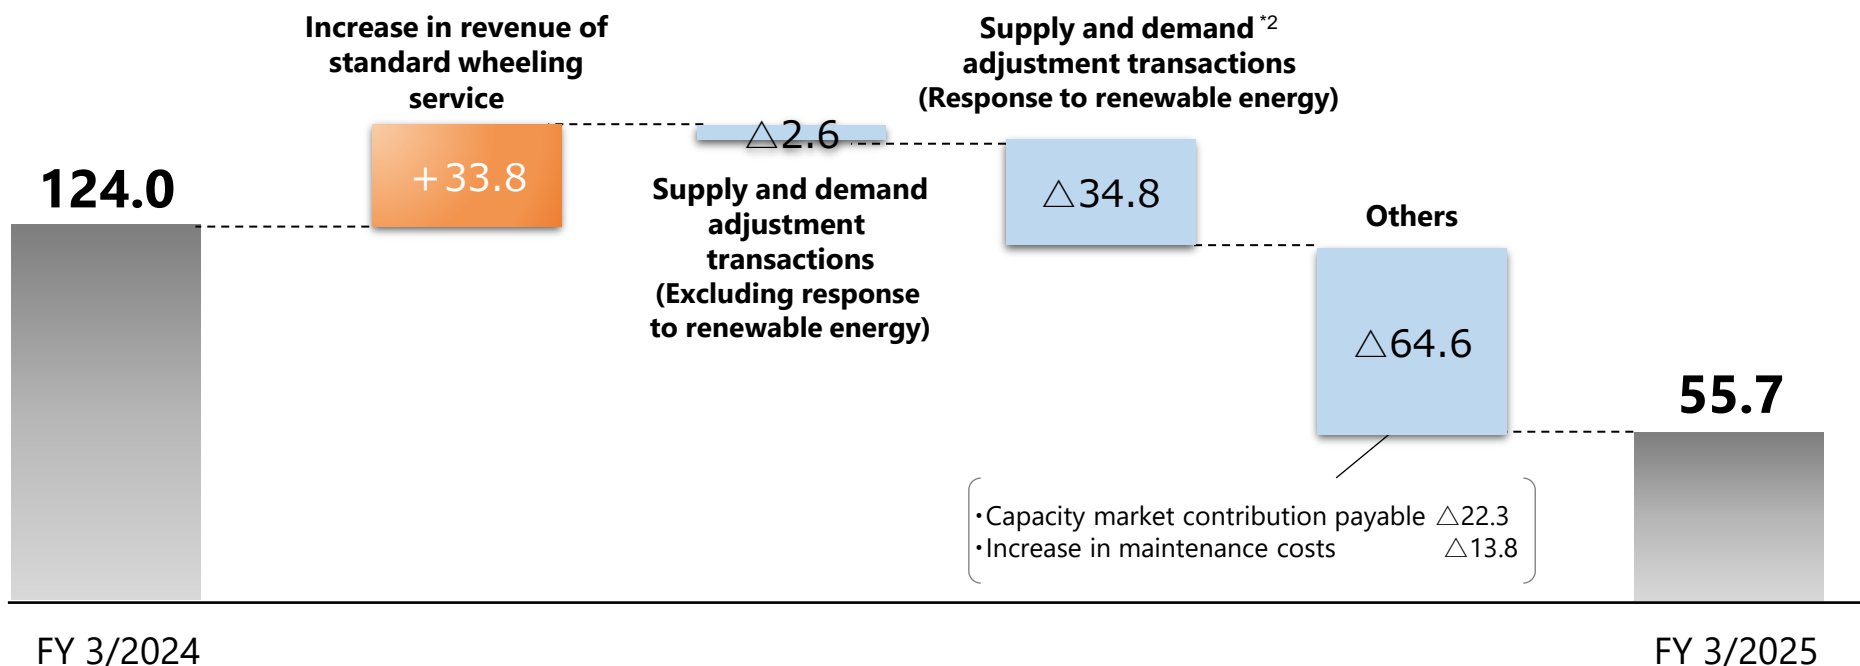 Increase in revenue of
standard wheeling
service
Supply and demand *2
adjustment transactions
(Response to renewable energy)
124.0
+33.8
△2.6
Supply and demand
adjustment
transactions
(Excluding response
to renewable energy)
△34.8
Others
△64.6
55.7
・Capacity market contribution payable △22.3
・Increase in maintenance costs △13.8
FY 3/2024
FY 3/2025